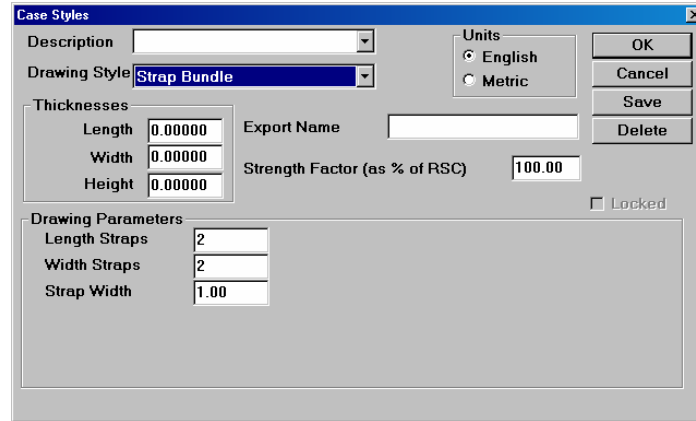 Case Styles
Description
Units
OK
English
Drawing Style Strap Bundle
Metric
Cancel
Save
Thicknesses
Length 0.00000
Export Name
Delete
Width 0.00000
Strength Factor (as % of RSC) 100.00
Height 0.00000
Locked
Drawing Parameters
Length Straps 2
Width Straps 2
Strap Width 1.00